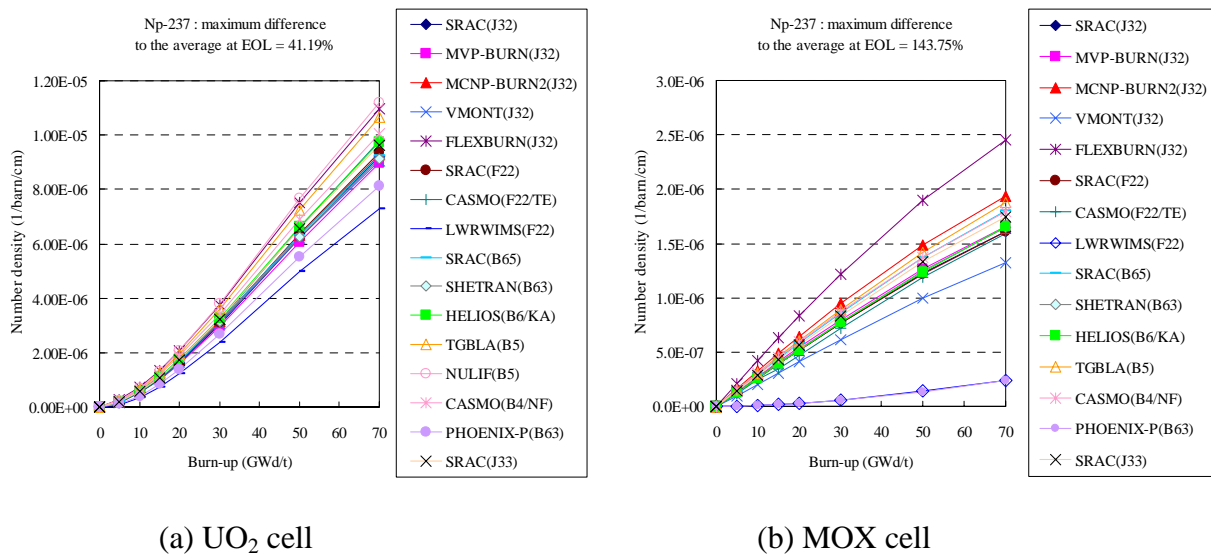 Np-237 : maximum difference
to the average at EOL = 41.19%
Number density (1/barn/cm)
1.20E-05
1.00E-05
8.00E-06
6.00E-06
4.00E-06
2.00E-06
0.00E+00
0 10 20 30 40 50 60 70
Burn-up (GWd/t)
SRAC(J32)
MVP-BURN(J32)
MCNP-BURN2(J32)
VMONT(J32)
FLEXBURN(J32)
SRAC(F22)
CASMO(F22/TE)
LWRWIMS(F22)
SRAC(B65)
SHETRAN(B63)
HELIOS(B6/KA)
TGBLA(B5)
NULIF(B5)
CASMO(B4/NF)
PHOENIX-P(B63)
SRAC(J33)
(a) UO₂ cell
Np-237 : maximum difference
to the average at EOL = 143.75%
Number density (1/barn/cm)
3.0E-06
2.5E-06
2.0E-06
1.5E-06
1.0E-06
5.0E-07
0.0E+00
0 10 20 30 40 50 60 70
Burn-up (GWd/t)
SRAC(J32)
MVP-BURN(J32)
MCNP-BURN2(J32)
VMONT(J32)
FLEXBURN(J32)
SRAC(F22)
CASMO(F22/TE)
LWRWIMS(F22)
SRAC(B65)
SHETRAN(B63)
HELIOS(B6/KA)
TGBLA(B5)
CASMO(B4/NF)
PHOENIX-P(B63)
SRAC(J33)
(b) MOX cell